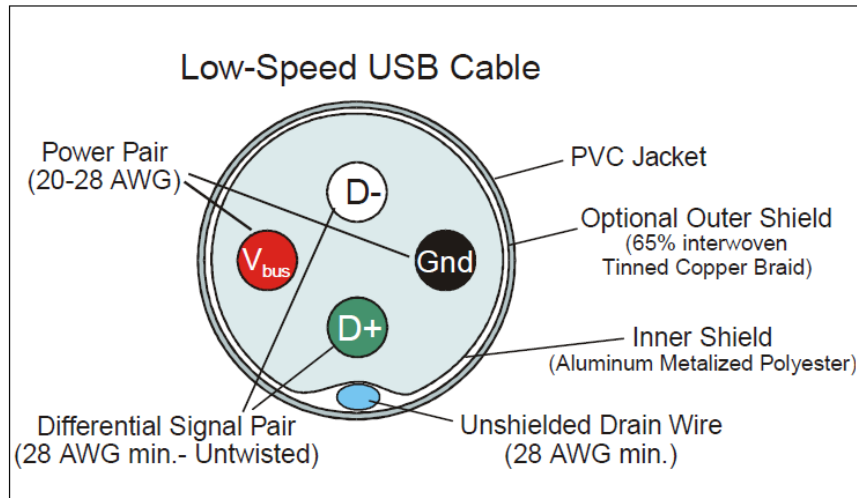 Low-Speed USB Cable
Power Pair
(20-28 AWG)
D-
PVC Jacket
Optional Outer Shield
(65% interwoven
Tinned Copper Braid)
Vbus
Gnd
D+
Inner Shield
(Aluminum Metalized Polyester)
Differential Signal Pair
(28 AWG min.- Untwisted)
Unshielded Drain Wire
(28 AWG min.)